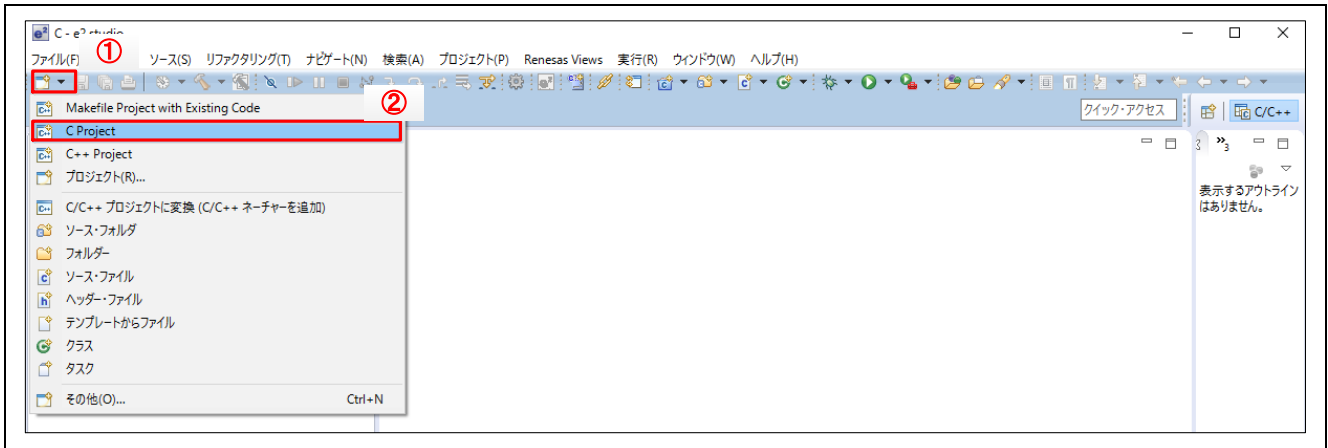 C - e² studio
①
ファイル(F) ソース(S) リファクタリング(T) ナビゲート(N) 検索(A) プロジェクト(P) Renesas Views 実行(R) ウィンドウ(W) ヘルプ(H)
②
Makefile Project with Existing Code
クイック・アクセス
C/C++
C Project
C++ Project
3
プロジェクト(R)...
表示するアウトライン
はありません。
C/C++ プロジェクトに変換 (C/C++ ネーチャーを追加)
ソース・フォルダ
フォルダー
ソース・ファイル
ヘッダー・ファイル
テンプレートからファイル
クラス
タスク
その他(O)... Ctrl+N